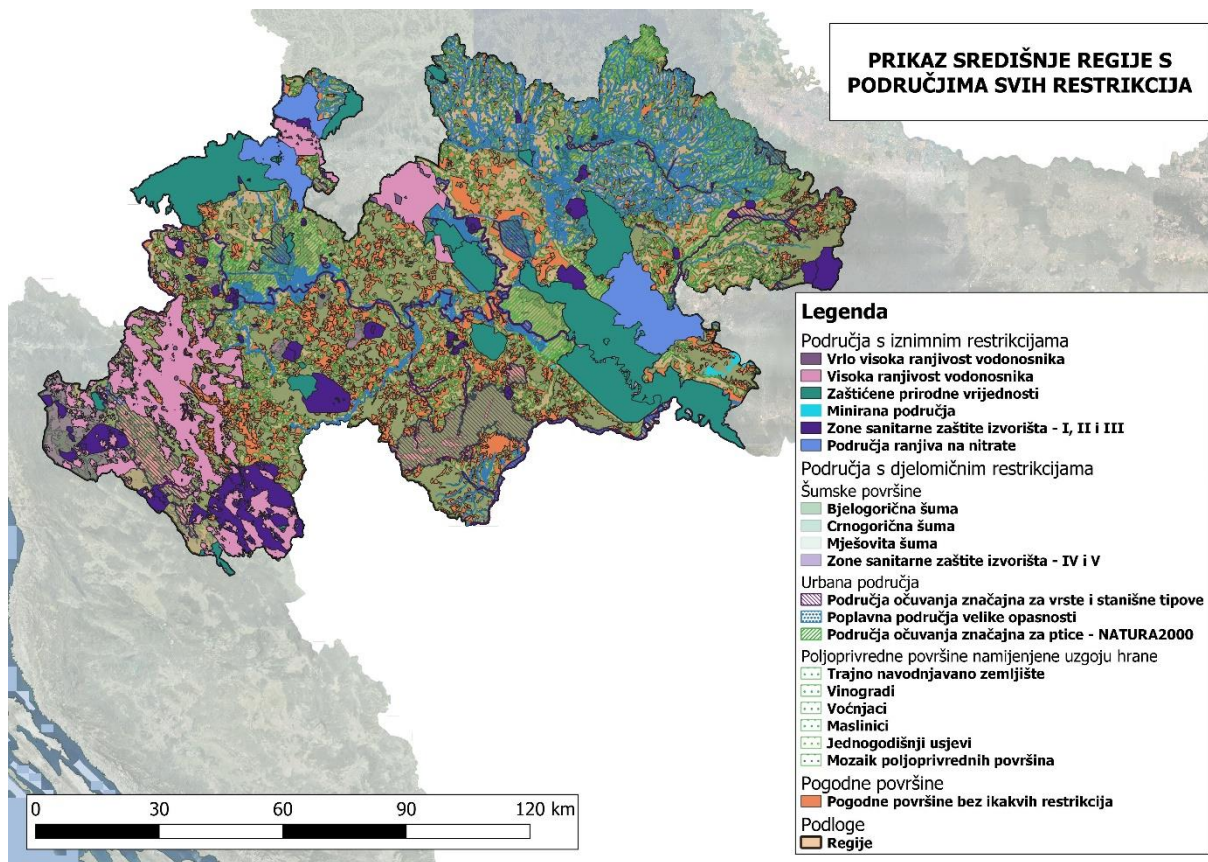 PRIKAZ SREDIŠNJE REGIJE S
PODRUČJIMA SVIH RESTRIKCIJA
Legenda
Područja s iznimnim restrikcijama
Vrlo visoka ranjivost vodonosnika
Visoka ranjivost vodonosnika
Zaštićene prirodne vrijednosti
Minirana područja
Zone sanitarne zaštite izvorišta - I, II i III
Područja ranjiva na nitrate
Područja s djelomičnim restrikcijama
Šumske površine
Bjelogorična šuma
Crnogorična šuma
Mješovita šuma
Zone sanitarne zaštite izvorišta - IV i V
Urbana područja
Područja očuvanja značajna za vrste i stanišne tipove
Poplavna područja velike opasnosti
Područja očuvanja značajna za ptice - NATURA2000
Poljoprivredne površine namijenjene uzgoju hrane
Trajno navodnjavano zemljište
Vinogradi
Voćnjaci
Maslinici
Jednogodišnji usjevi
Mozaik poljoprivrednih površina
Pogodne površine
Pogodne površine bez ikakvih restrikcija
Podloge
Regije
0 30 60 90 120 km